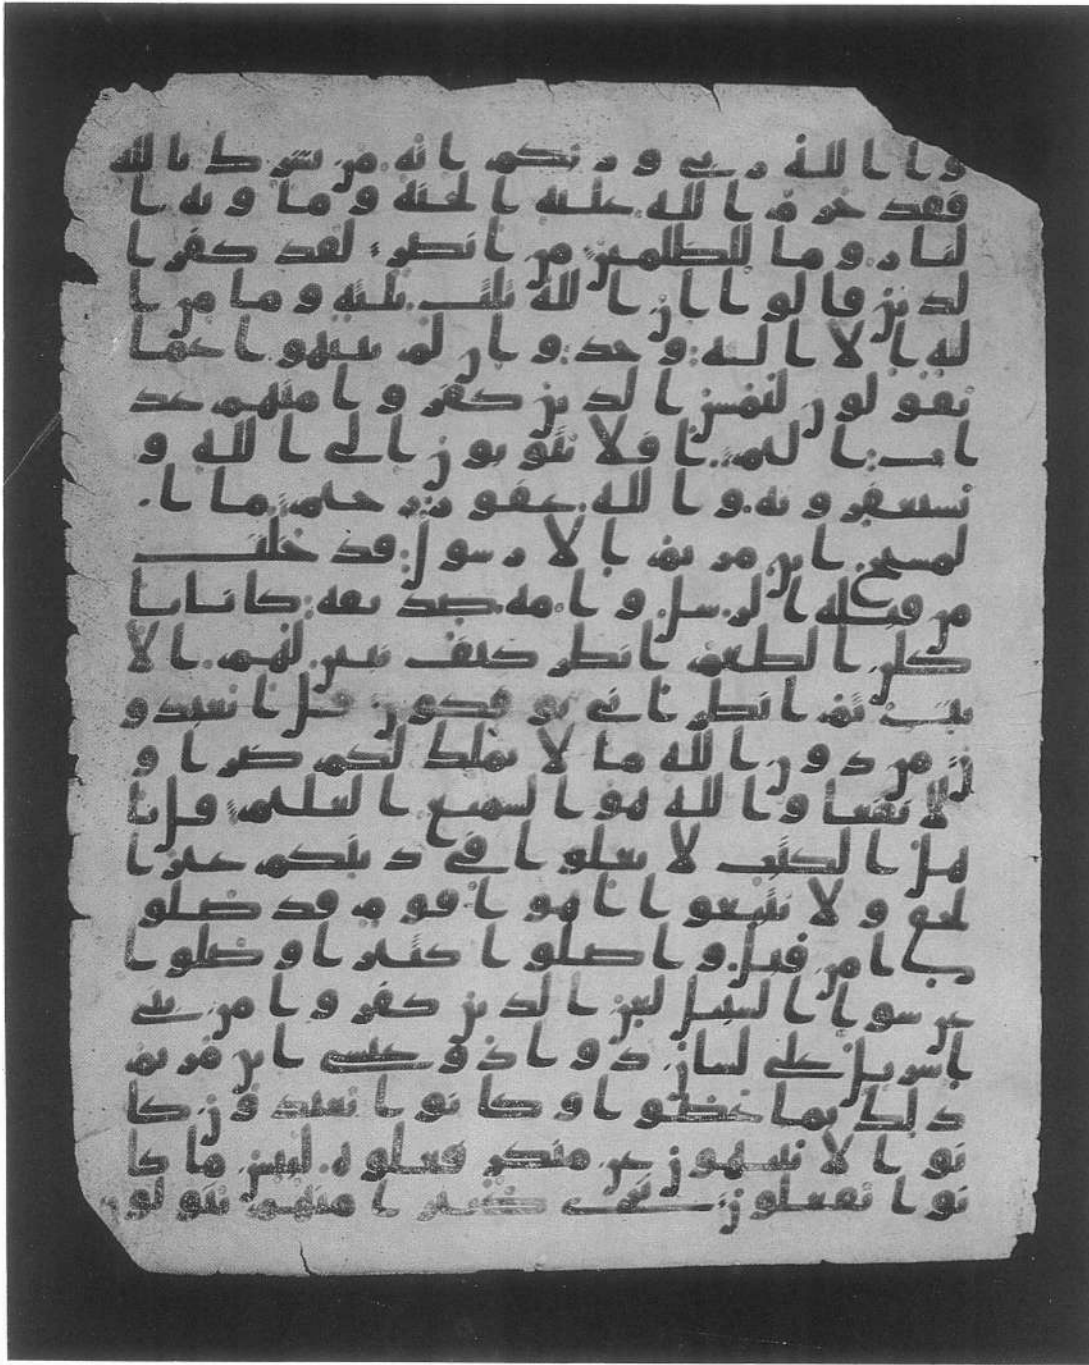 وا الله ربى وربكم انه من يشرك بالله
فقد حرم الله عليه الجنة وماويه ا
لنار وما للظلمين من انصر لقد كفر ا
لذين قالوا ان الله ثلث ثلثة وما من ا
له الا اله وحد وان لم ينتهوا عما
يقولون ليمسن الذين كفروا منهم عذ
اب اليم افلا يتوبون الى الله و
يستغفرونه والله غفور رحيم ما ا
لمسيح ابن مريم الا رسول قد خلت
من قبله الرسل وامه صديقة كانا يا
كلن الطعم انظر كيف نبين لهم الا
يت ثم انظر انى يوفكون قل اتعبدو
ن من دون الله ما لا يملك لكم ضرا و
لا نفعا والله هو السميع العليم قل يا
هل الكتب لا تغلوا فى دينكم غير ا
لحق ولا تتبعوا اهوا قوم قد ضلو
ا من قبل واضلوا كثيرا وضلوا
عن سوا السبيل لعن الذين كفروا من بنى
اسريل على لسان داود وعيسى ابن مريم
ذلك بما عصوا وكانوا يعتدون كا
نوا لا يتنهون عن منكر فعلوه لبئس ما كا
نوا يفعلون ترى كثيرا منهم يتولون